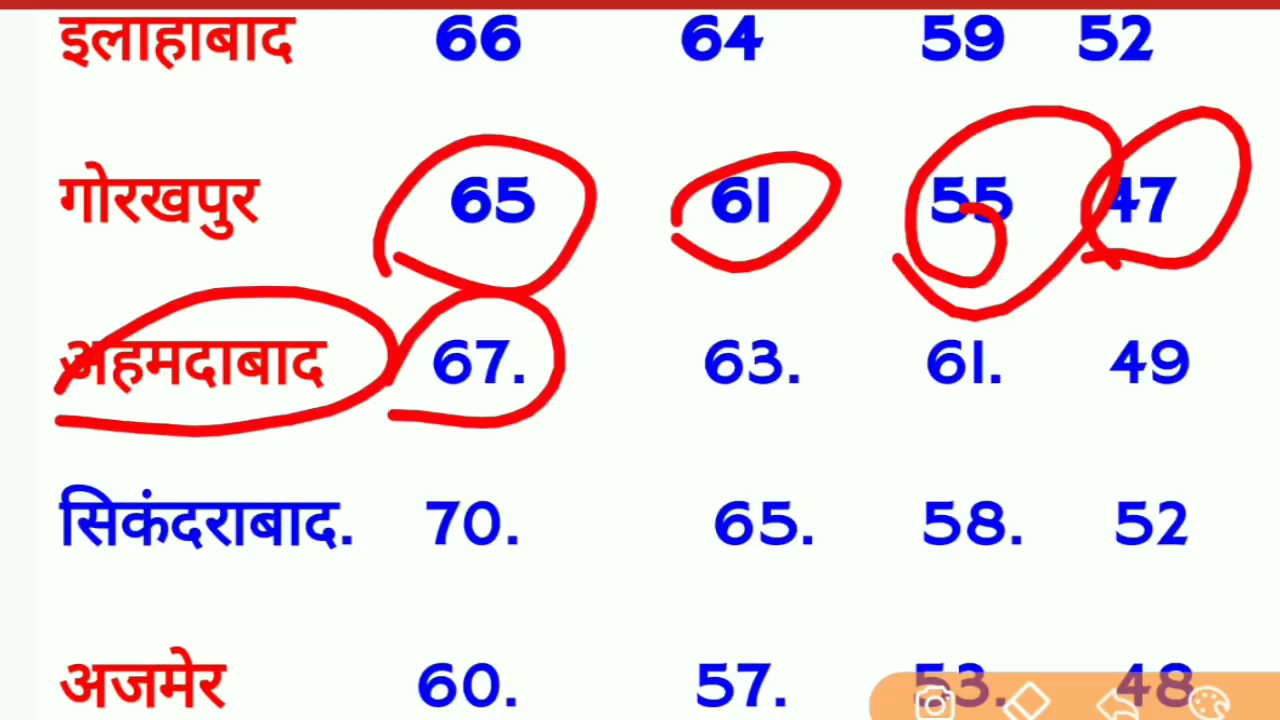 इलाहाबाद 66 64 59 52
गोरखपुर 65 61 55 47
अहमदाबाद 67. 63. 61. 49
सिकंदराबाद. 70. 65. 58. 52
अजमेर 60. 57. 53. 48